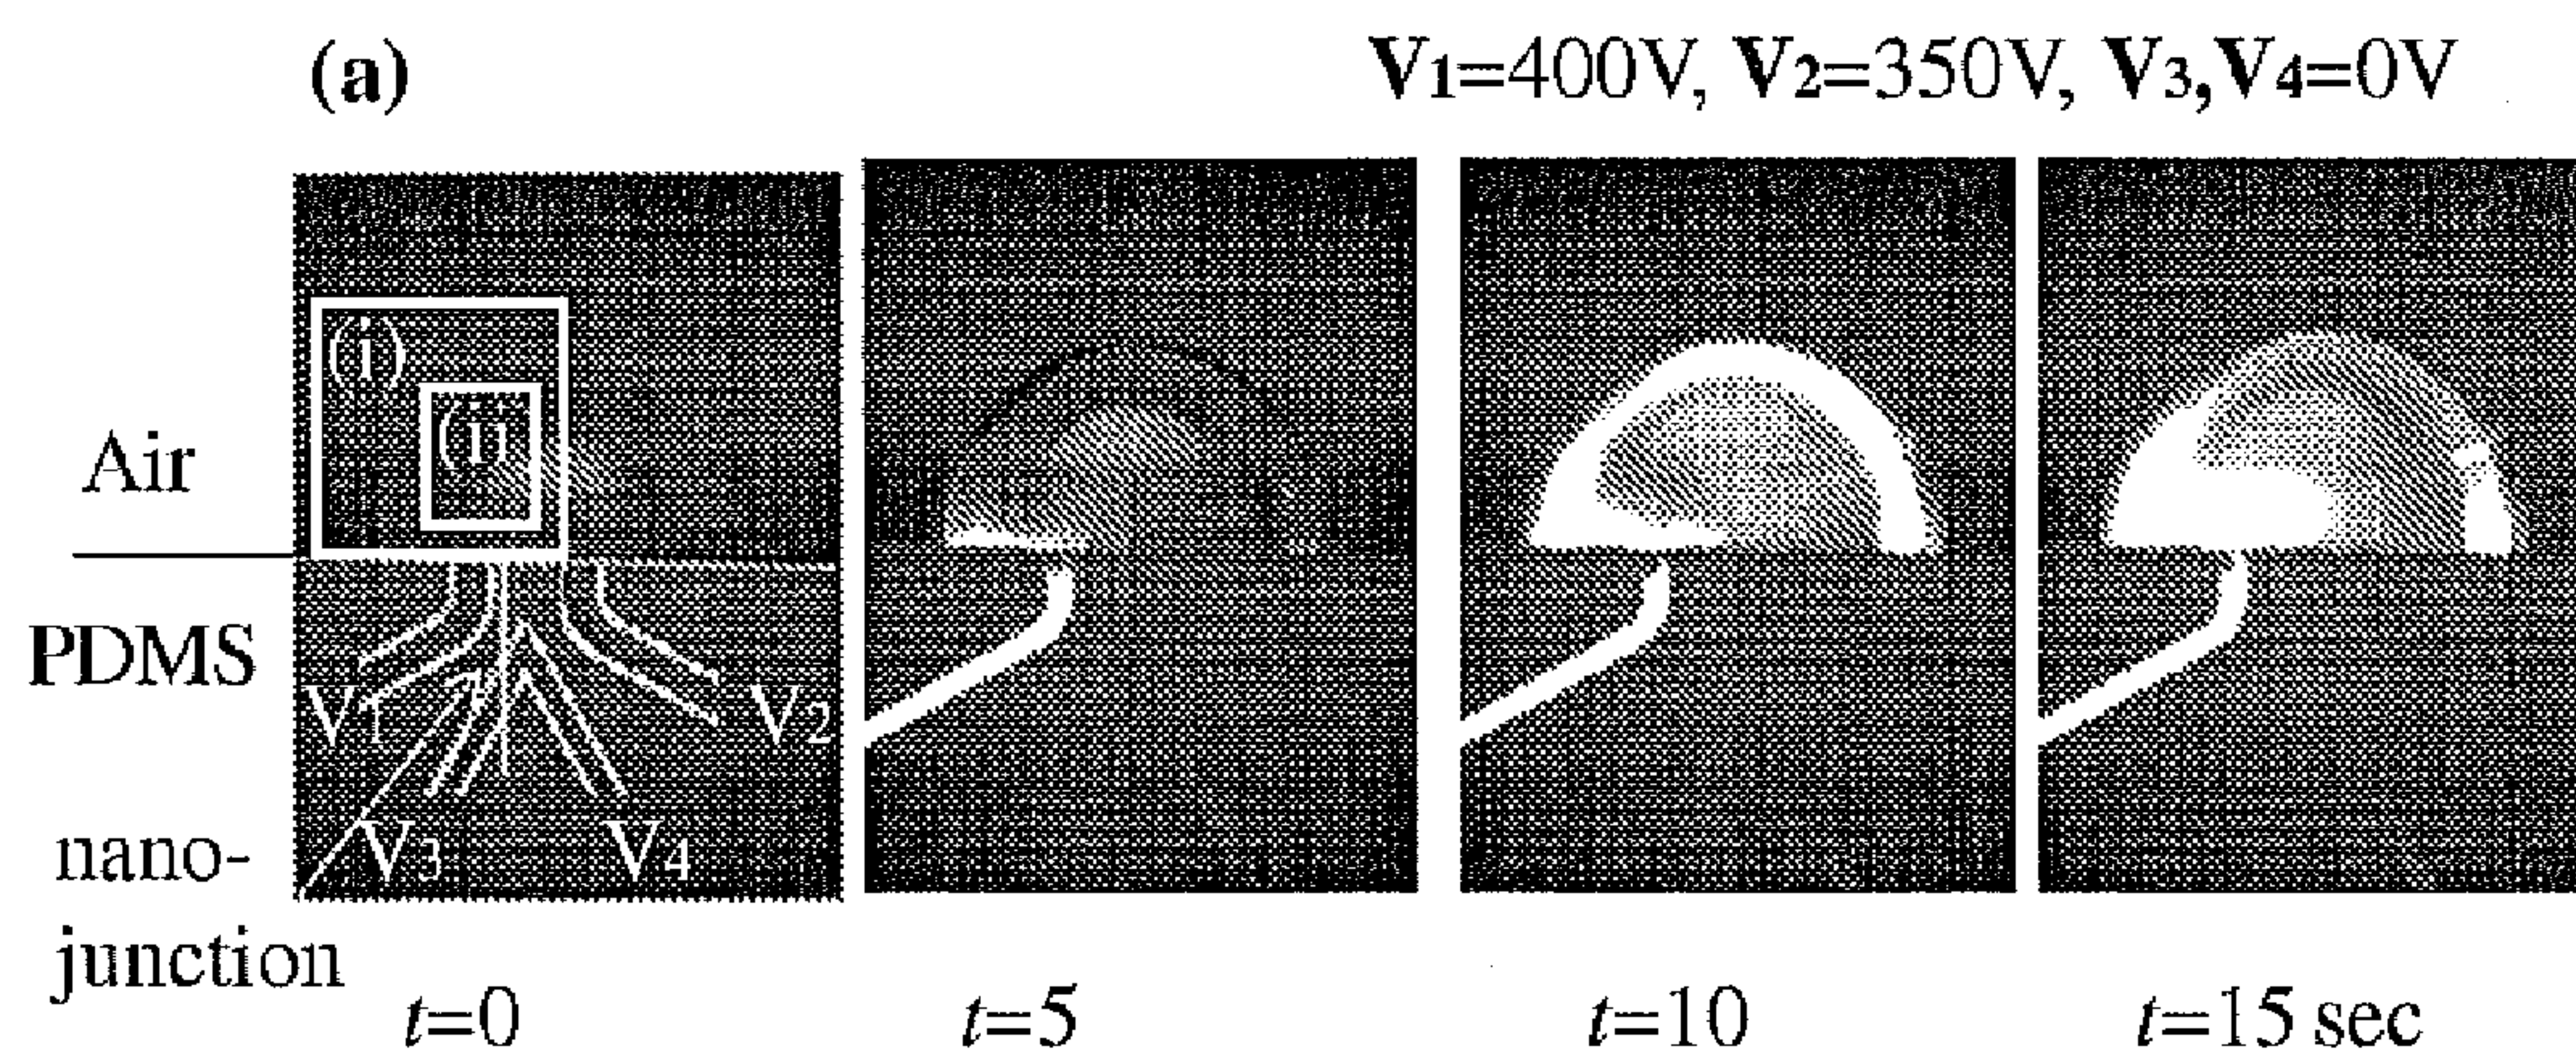 (a)
V1=400V, V2=350V, V3,V4=0V
(i)
(ii
Air
PDMS
V1
V2
nano-
junction
V3
V4
t=0
t=5
t=10
t=15 sec